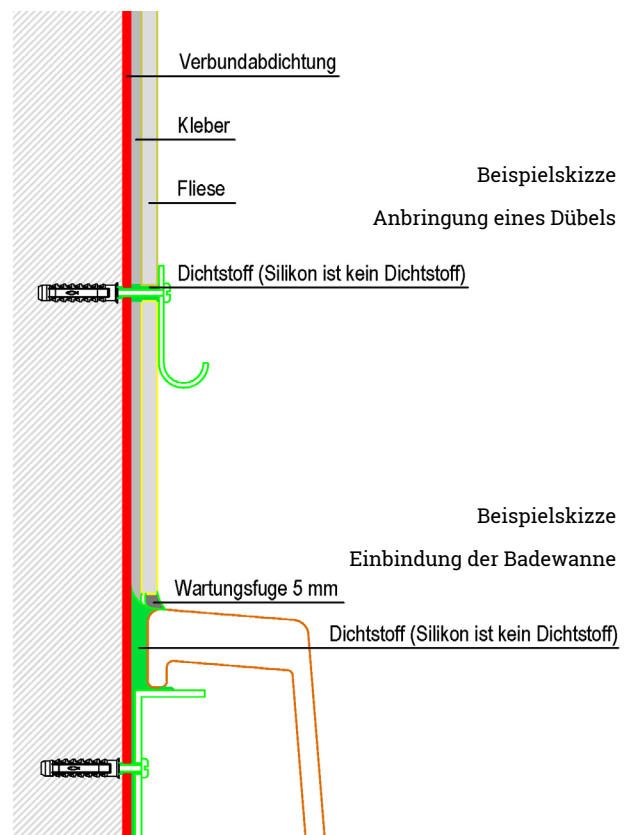 Verbundabdichtung
Kleber
Beispielskizze
Fliese
Anbringung eines Dübels
Dichtstoff (Silikon ist kein Dichtstoff)
Beispielskizze
Einbindung der Badewanne
Wartungsfuge 5 mm
Dichtstoff (Silikon ist kein Dichtstoff)